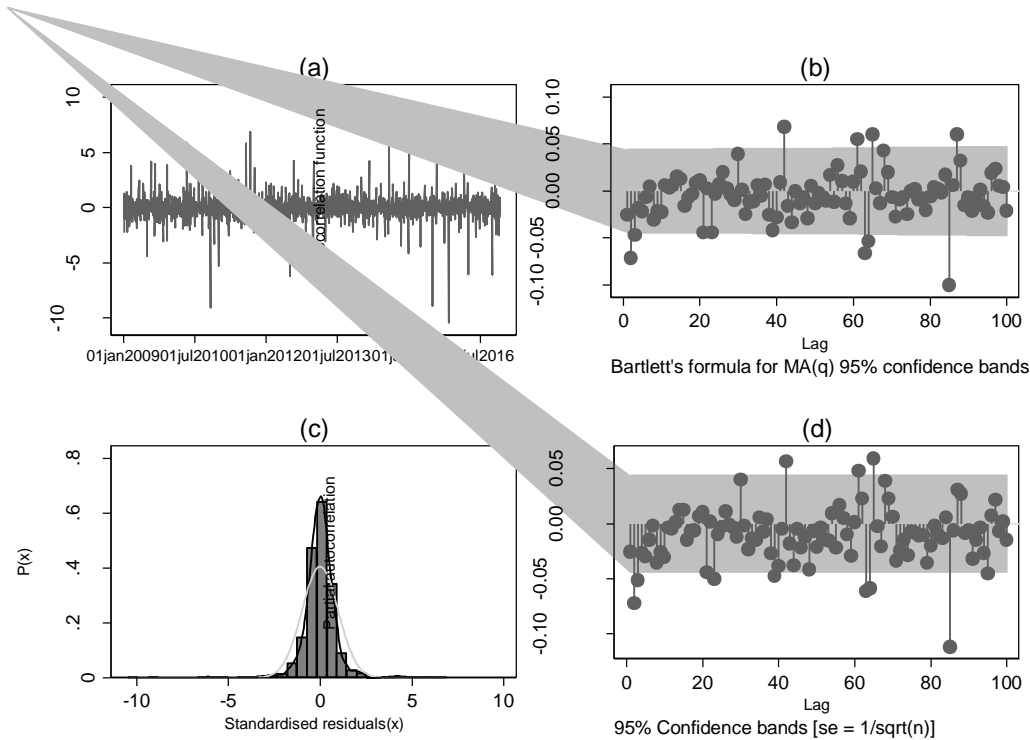 (a)
10
5
0
-5
-10
01jan2009
01jul2010
01jan2012
01jul2013
correlation function
(b)
0.10
0.05
0.00
-0.05
-0.10
0
20
40
60
80
100
Lag
Bartlett's formula for MA(q) 95% confidence bands
(c)
.8
.6
.4
.2
0
P(x)
-10
-5
0
5
10
Standardised residuals(x)
Partial autocorrelation
(d)
0.05
0.00
-0.05
-0.10
0
20
40
60
80
100
Lag
95% Confidence bands [se = 1/sqrt(n)]